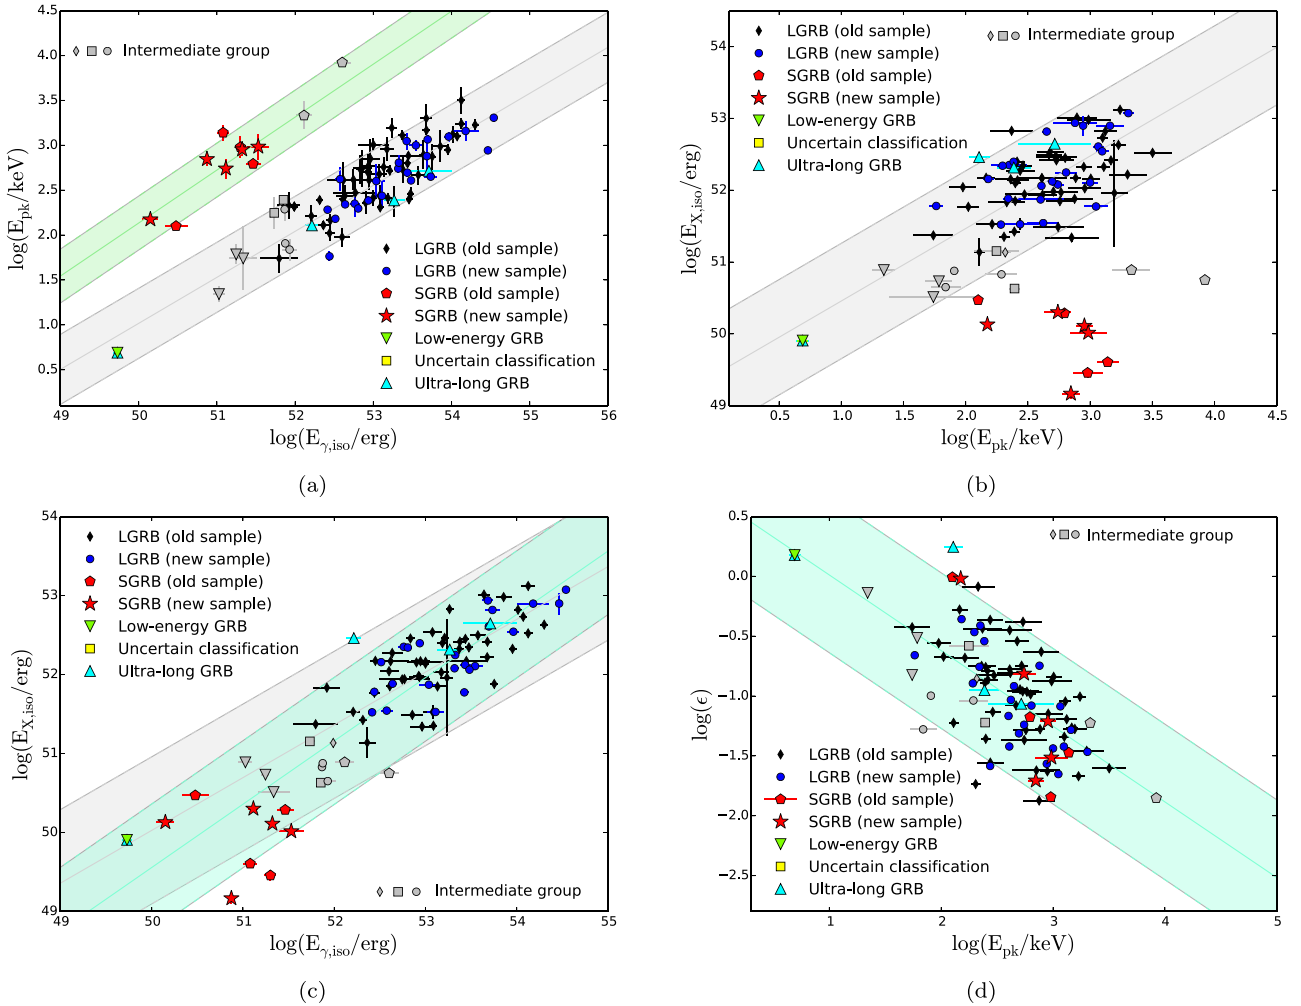 4.5
4.0
3.5
3.0
2.5
2.0
1.5
1.0
0.5
log(E_pk/keV)
Intermediate group
LGRB (old sample)
LGRB (new sample)
SGRB (old sample)
SGRB (new sample)
Low-energy GRB
Uncertain classification
Ultra-long GRB
49 50 51 52 53 54 55 56
log(E_γ,iso/erg)
(a)
54
53
52
51
50
49
log(E_X,iso/erg)
LGRB (old sample)
LGRB (new sample)
SGRB (old sample)
SGRB (new sample)
Low-energy GRB
Uncertain classification
Ultra-long GRB
Intermediate group
0.5 1.0 1.5 2.0 2.5 3.0 3.5 4.0 4.5
log(E_pk/keV)
(b)
54
53
52
51
50
49
log(E_X,iso/erg)
LGRB (old sample)
LGRB (new sample)
SGRB (old sample)
SGRB (new sample)
Low-energy GRB
Uncertain classification
Ultra-long GRB
Intermediate group
49 50 51 52 53 54 55
log(E_γ,iso/erg)
(c)
0.5
0.0
−0.5
−1.0
−1.5
−2.0
−2.5
log(ϵ)
Intermediate group
LGRB (old sample)
LGRB (new sample)
SGRB (old sample)
SGRB (new sample)
Low-energy GRB
Uncertain classification
Ultra-long GRB
1 2 3 4 5
log(E_pk/keV)
(d)